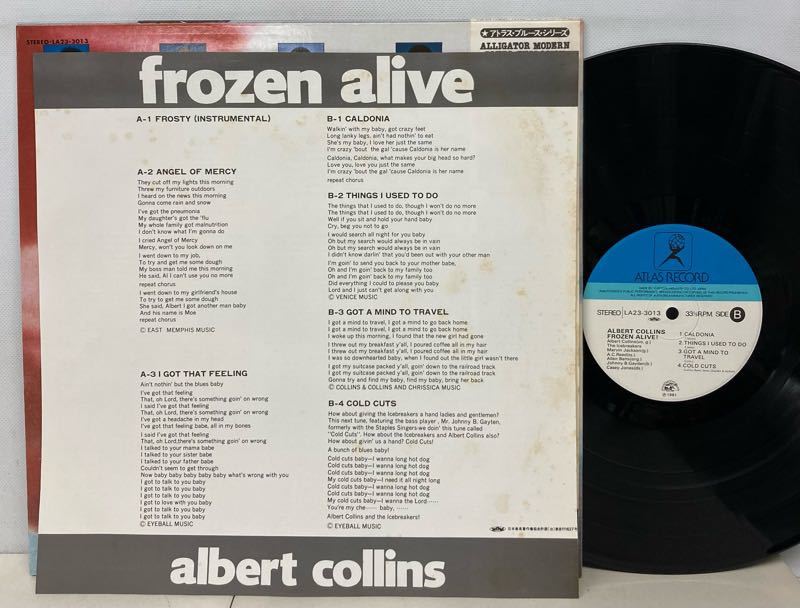 STEREO-LA23-3013
★アトラス・ブルース・シリーズ
ALLIGATOR MODERN
frozen alive
A-1 FROSTY (INSTRUMENTAL)
A-2 ANGEL OF MERCY
They cut off my lights this morning
Threw my furniture outdoors
I heard on the news this morning
Gonna come rain and snow
I've got the pneumonia
My daughter's got the 'flu
My whole family got malnutrition
I don't know what I'm gonna do
I cried Angel of Mercy
Mercy, won't you look down on me
I went down to my job,
To try and get me some dough
My boss man told me this morning
He said, Al I can't use you no more
repeat chorus
I went down to my girlfriend's house
To try to get me some dough
She said, Albert I got another man baby
And his name is Moe
repeat chorus
© EAST MEMPHIS MUSIC
A-3 I GOT THAT FEELING
Ain't nothin' but the blues baby
I've got that feeling
That, oh Lord, there's something goin' on wrong
I said I've got that feeling
That, oh Lord, there's something goin' on wrong
I've got a headache in my head
I've got that feeling babe, all in my bones
I said I've got that feeling
That, oh Lord,there's something goin' on wrong
I talked to your mama babe
I talked to your sister babe
I talked to your father babe
Couldn't seem to get through
Now baby baby baby baby baby what's wrong with you
I got to talk to you baby
I got to talk to you baby
I got to love with you baby
I got to talk to you baby
I got to talk to you baby
© EYEBALL MUSIC
B-1 CALDONIA
Walkin' with my baby, got crazy feet
Long lanky legs, ain't had nothin' to eat
She's my baby, I love her just the same
I'm crazy 'bout the gal 'cause Caldonia is her name
Caldonia, Caldonia, what makes your big head so hard?
Love you, love you just the same
I'm crazy 'bout the gal 'cause Caldonia is her name
repeat chorus
B-2 THINGS I USED TO DO
The things that I used to do, though I won't do no more
The things that I used to do, though I won't do no more
Well if you sit and hold your hand baby
Cry, beg you not to go
I would search all night for you baby
Oh but my search would always be in vain
Oh but my search would always be in vain
I didn't know darlin' that you'd been out with your other man
I'm goin' to send you back to your mother babe,
Oh and I'm goin' back to my family too
Oh and I'm goin' back to my family too
Did everything I could to please you baby
Lord and I just can't get along with you
© VENICE MUSIC
B-3 GOT A MIND TO TRAVEL
I got a mind to travel, I got a mind to go back home
I got a mind to travel, I got a mind to go back home
I woke up this morning, I found that the new girl had gone
I threw out my breakfast y'all, I poured coffee all in my hair
I threw out my breakfast y'all, I poured coffee all in my hair
I was so downhearted baby, when I found out the little girl wasn't there
I got my suitcase packed y'all, goin' down to the railroad track
I got my suitcase packed y'all, goin' down to the railroad track
Gonna try and find my baby, find my baby, bring her back
© COLLINS & COLLINS AND CHRISSICA MUSIC
B-4 COLD CUTS
How about giving the Icebreakers a hand ladies and gentlemen?
This next tune, featuring the bass player, Mr. Johnny B. Gayten,
formerly with the Staples Singers-we doin' this tune called
"Cold Cuts". How about the Icebreakers and Albert Collins also?
How about givin' us a hand? Cold Cuts!
A bunch of blues baby!
Cold cuts baby—I wanna long hot dog
Cold cuts baby—I wanna long hot dog
My cold cuts baby—I need it all night long
Cold cuts baby—I wanna long hot dog
Cold cuts baby—I wanna long hot dog
My cold cuts baby—I wanna the Lord······
You're my che······ baby, ······
Albert Collins and the Icebreakers!
© EYEBALL MUSIC
albert collins
ATLAS RECORD
STEREO LA23-3013 33⅓RPM SIDE B
ALBERT COLLINS
FROZEN ALIVE!
Albert Collins(vo, g.)
The Icebreakers
Marvin Jackson(g.)
A.C. Reed(ts.)
Allen Batts(org.)
Johnny B Gayden(b.)
Casey Jones(ds.)
1 CALDONIA
2 THINGS I USED TO DO
3 GOT A MIND TO
TRAVEL
4 COLD CUTS
℗ 1981